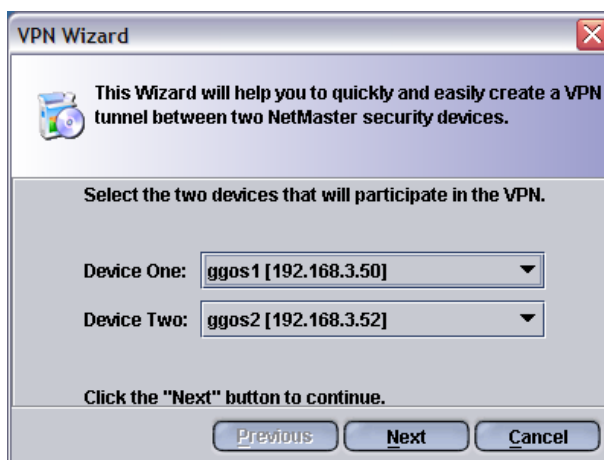 VPN Wizard
This Wizard will help you to quickly and easily create a VPN
tunnel between two NetMaster security devices.
Select the two devices that will participate in the VPN.
Device One: ggos1 [192.168.3.50]
Device Two: ggos2 [192.168.3.52]
Click the "Next" button to continue.
Previous Next Cancel